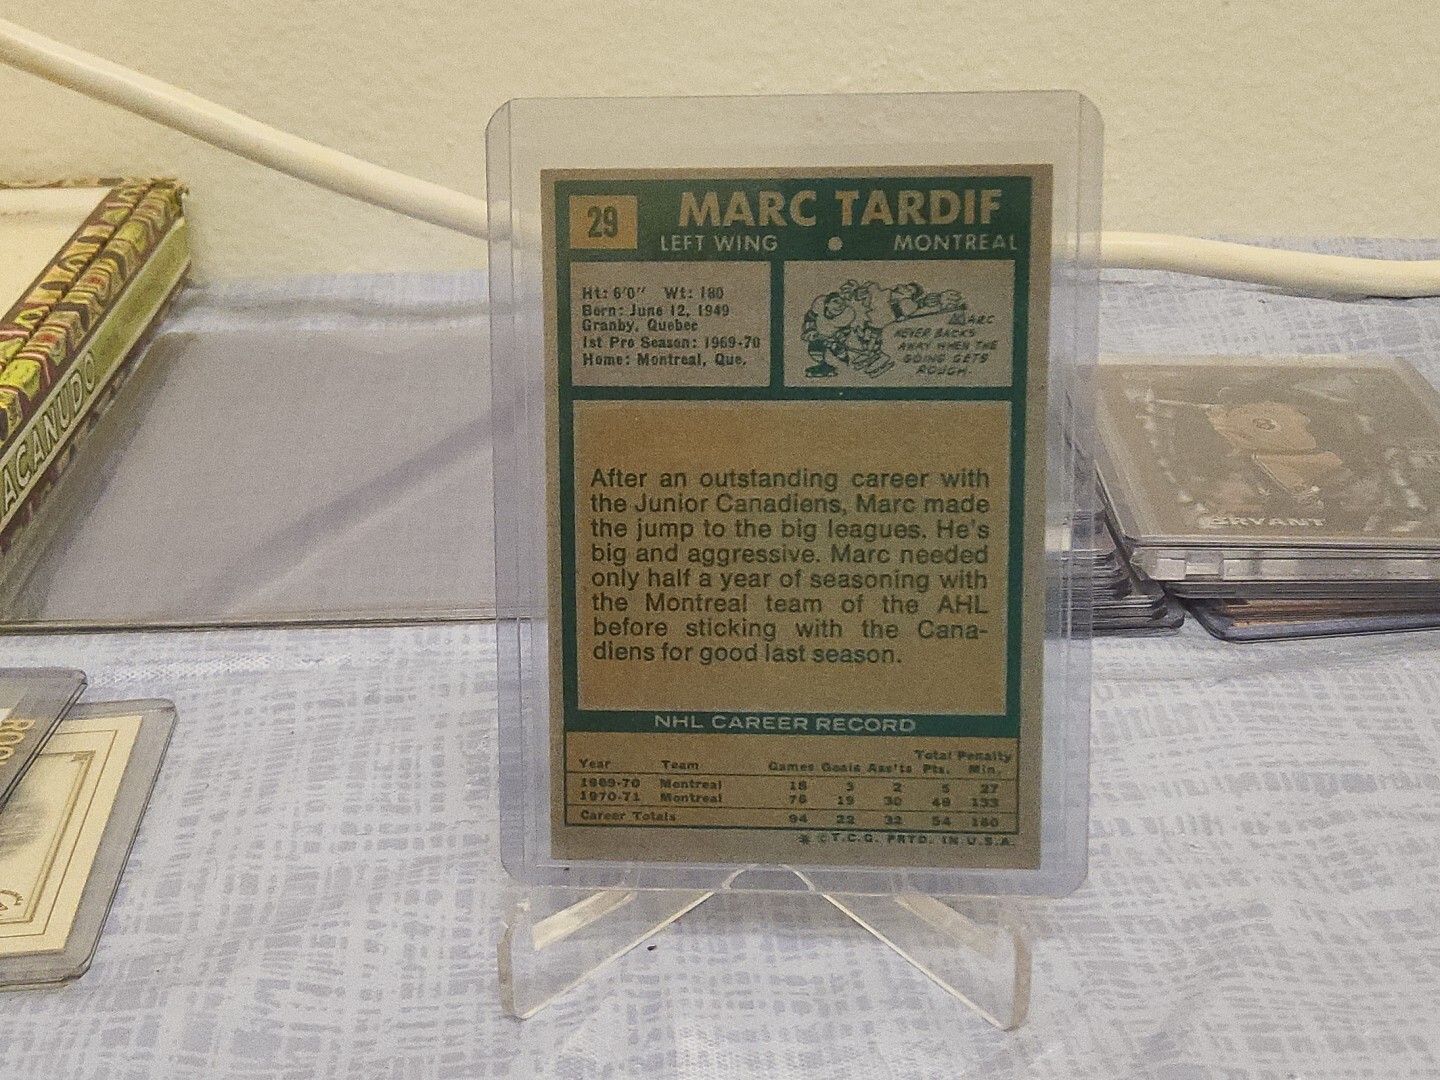 29
MARC TARDIF
LEFT WING • MONTREAL
Ht: 6'0" Wt: 180
Born: June 12, 1949
Granby, Quebec
1st Pro Season: 1969-70
Home: Montreal, Que.
MARC
NEVER BACKS
AWAY WHEN THE
GOING GETS
ROUGH.
After an outstanding career with
the Junior Canadiens, Marc made
the jump to the big leagues. He's
big and aggressive. Marc needed
only half a year of seasoning with
the Montreal team of the AHL
before sticking with the Cana-
diens for good last season.
NHL CAREER RECORD
Total Penalty
Year Team Games Goals Ass'ts Pts. Min.
1969-70 Montreal 18 3 2 5 27
1970-71 Montreal 76 19 30 49 133
Career Totals 94 22 32 54 160
* © T.C.G. PRTD. IN U.S.A.
ACANUDO
BRYANT
8